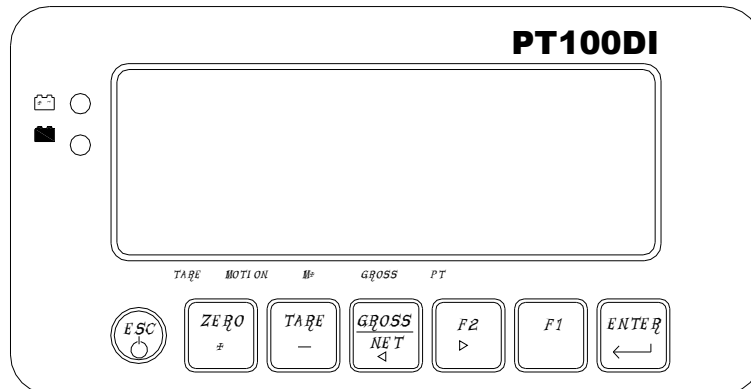 PT100DI
TARE MOTION M+ GROSS PT
ESC
ZERO
+
TARE
—
GROSS
NET
F2
F1
ENTER